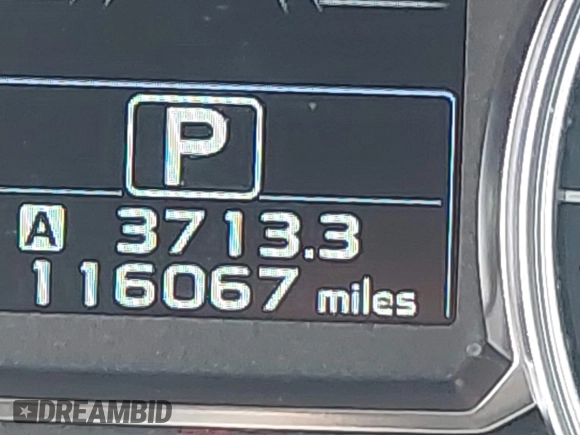 P
A 3713.3
116067 miles
DREAMBID